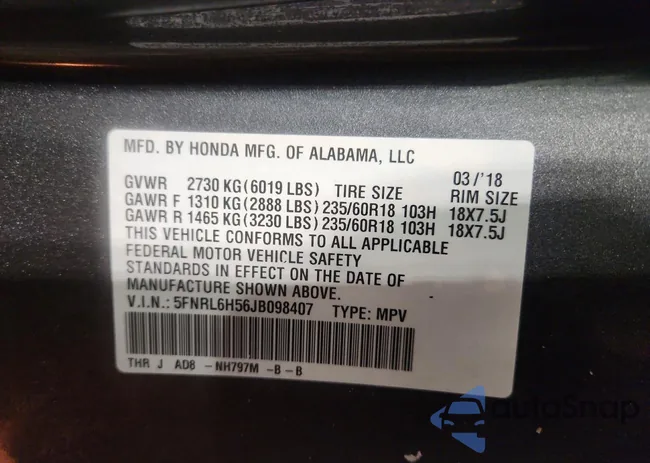 MFD. BY HONDA MFG. OF ALABAMA, LLC
03/'18
GVWR 2730 KG(6019 LBS) TIRE SIZE RIM SIZE
GAWR F 1310 KG(2888 LBS)235/60R18 103H 18X7.5J
GAWR R 1465 KG(3230 LBS)235/60R18 103H 18X7.5J
THIS VEHICLE CONFORMS TO ALL APPLICABLE
FEDERAL MOTOR VEHICLE SAFETY
STANDARDS IN EFFECT ON THE DATE OF
MANUFACTURE SHOWN ABOVE.
V.I.N.: 5FNRL6H56JB098407 TYPE: MPV
THR J AD8 -NH797M -B-B
autoSnap